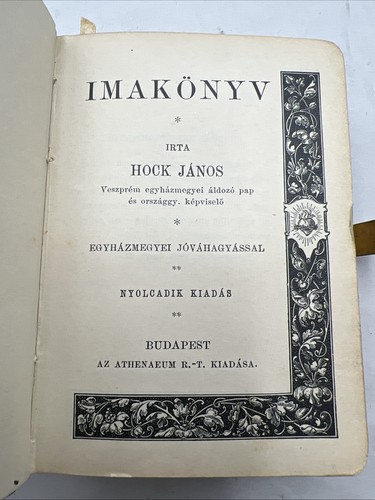 IMAKÖNYV
*
IRTA
HOCK JÁNOS
Veszprém egyházmegyei áldozó pap
és országgy. képviselő
*
EGYHÁZMEGYEI JÓVÁHAGYÁSSAL
**
NYOLCADIK KIADÁS
**
BUDAPEST
AZ ATHENAEUM R.-T. KIADÁSA.